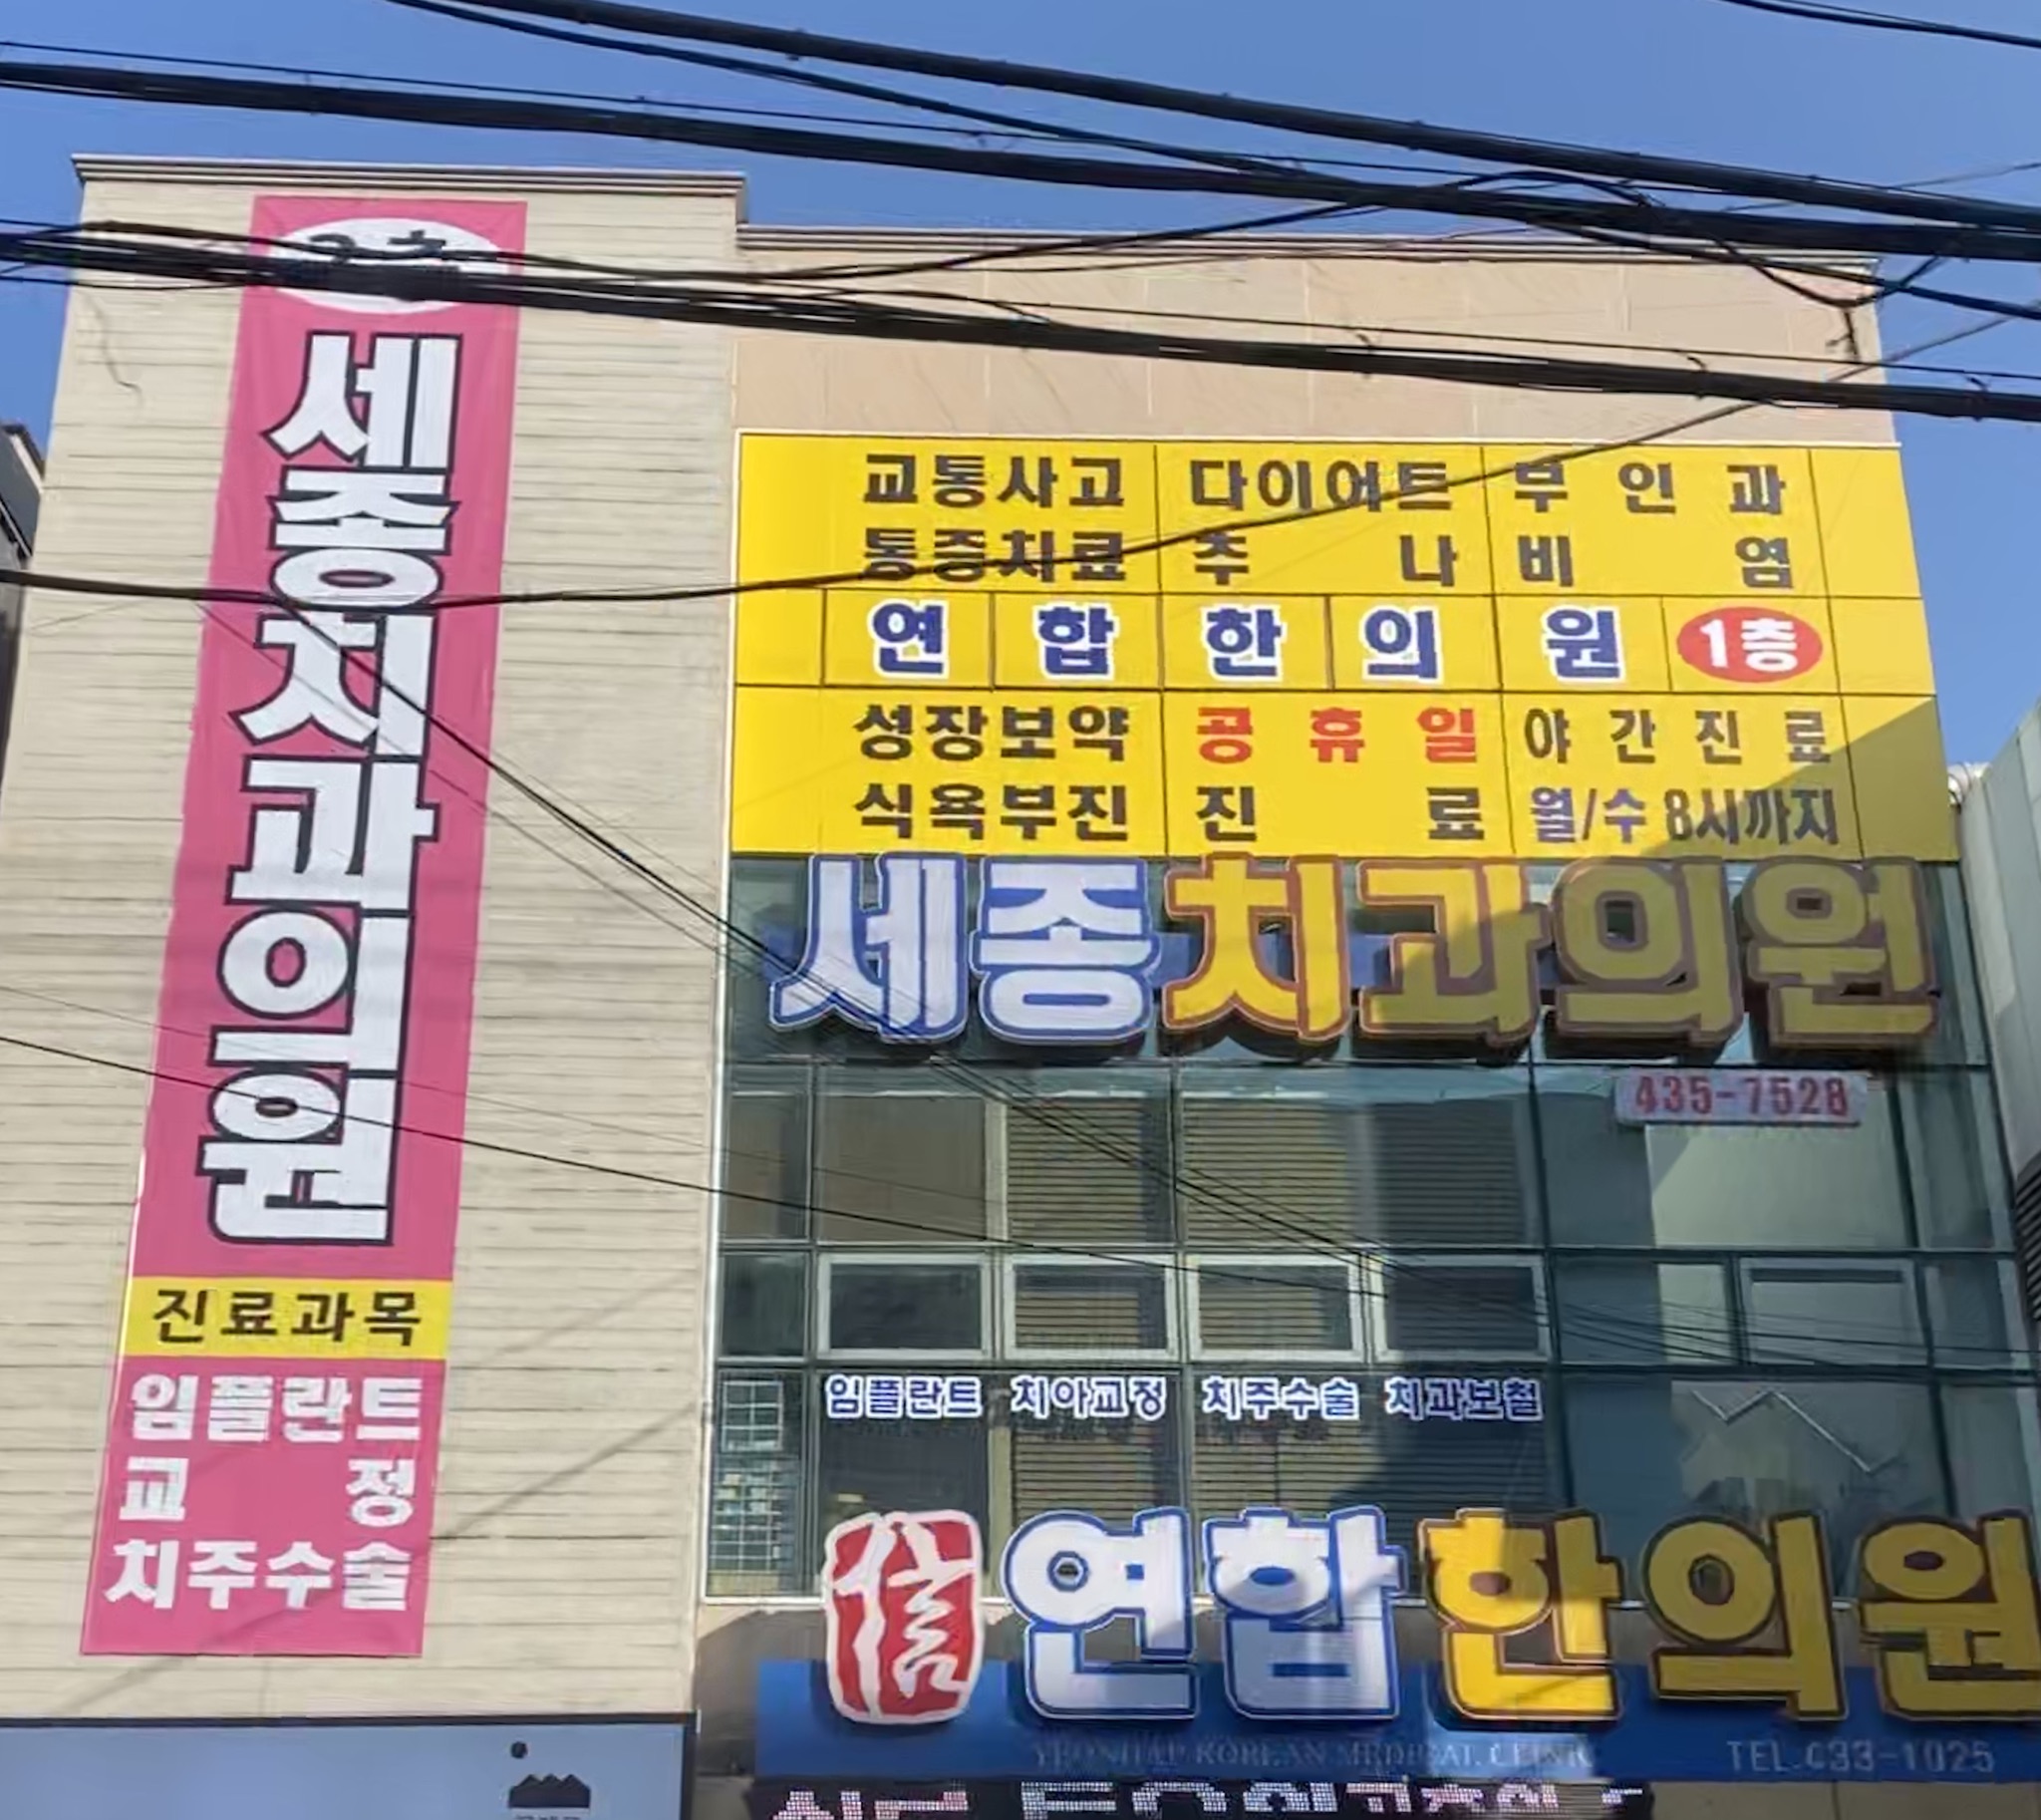 세종치과의원
진료과목
임플란트
교정
치주수술
교통사고 다이어트 부인과
통증치료 추나 비염
연합한의원 1층
성장보약 공휴일 야간진료
식욕부진 진료 월/수 8시까지
세종치과의원
435-7528
임플란트 치아교정 치주수술 치과보철
信 연합한의원
YEONHAP KOREAN MEDICAL CLINIC TEL.433-1025